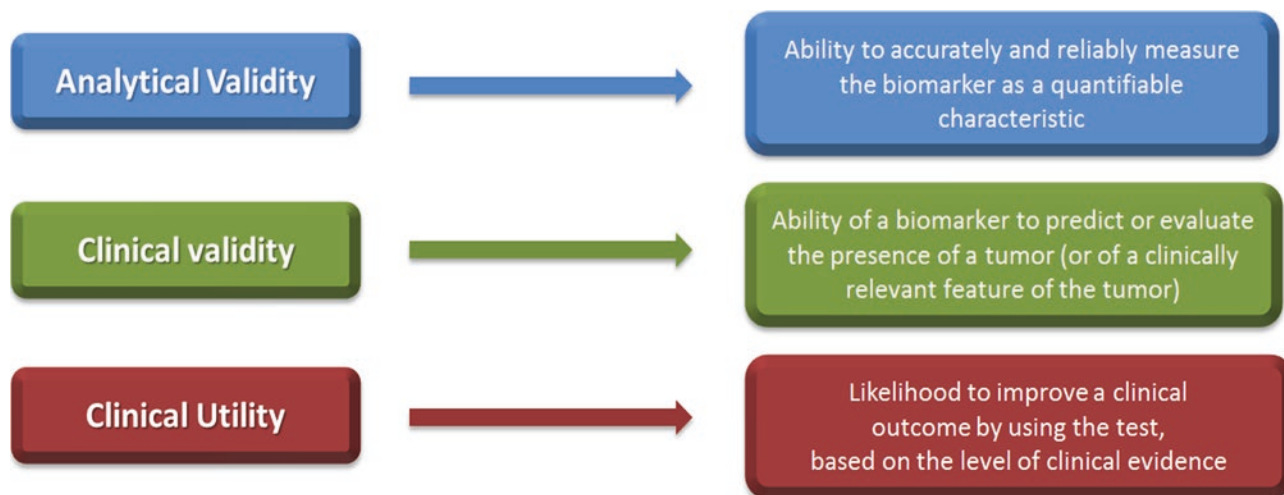 Analytical Validity
Ability to accurately and reliably measure
the biomarker as a quantifiable
characteristic
Clinical validity
Ability of a biomarker to predict or evaluate
the presence of a tumor (or of a clinically
relevant feature of the tumor)
Clinical Utility
Likelihood to improve a clinical
outcome by using the test,
based on the level of clinical evidence